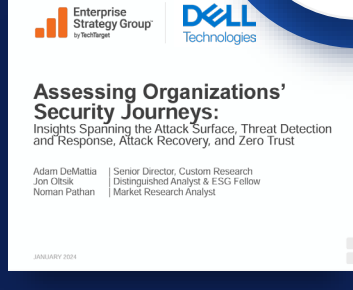 Enterprise
Strategy Group™
by TechTarget
DELL
Technologies
Assessing Organizations'
Security Journeys:
Insights Spanning the Attack Surface, Threat Detection
and Response, Attack Recovery, and Zero Trust
Adam DeMattia | Senior Director, Custom Research
Jon Oltsik | Distinguished Analyst & ESG Fellow
Noman Pathan | Market Research Analyst
JANUARY 2024